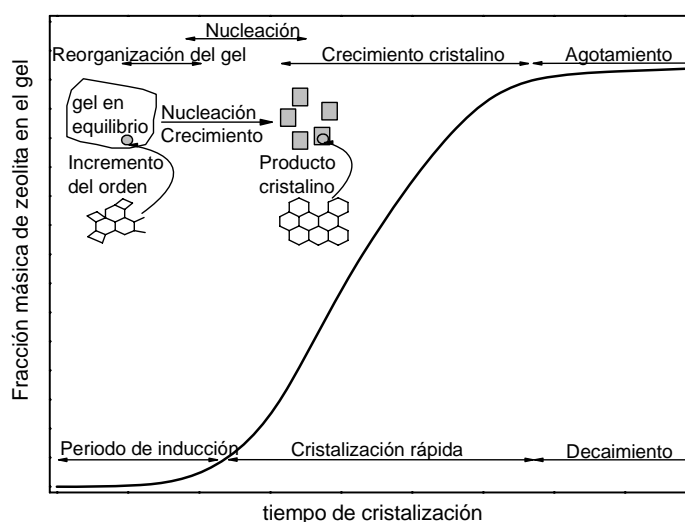 Nucleación
Reorganización del gel
Crecimiento cristalino
Agotamiento
gel en
equilibrio
Nucleación
Crecimiento
Incremento
del orden
Producto
cristalino
Fracción másica de zeolita en el gel
Periodo de inducción
Cristalización rápida
Decaimiento
tiempo de cristalización